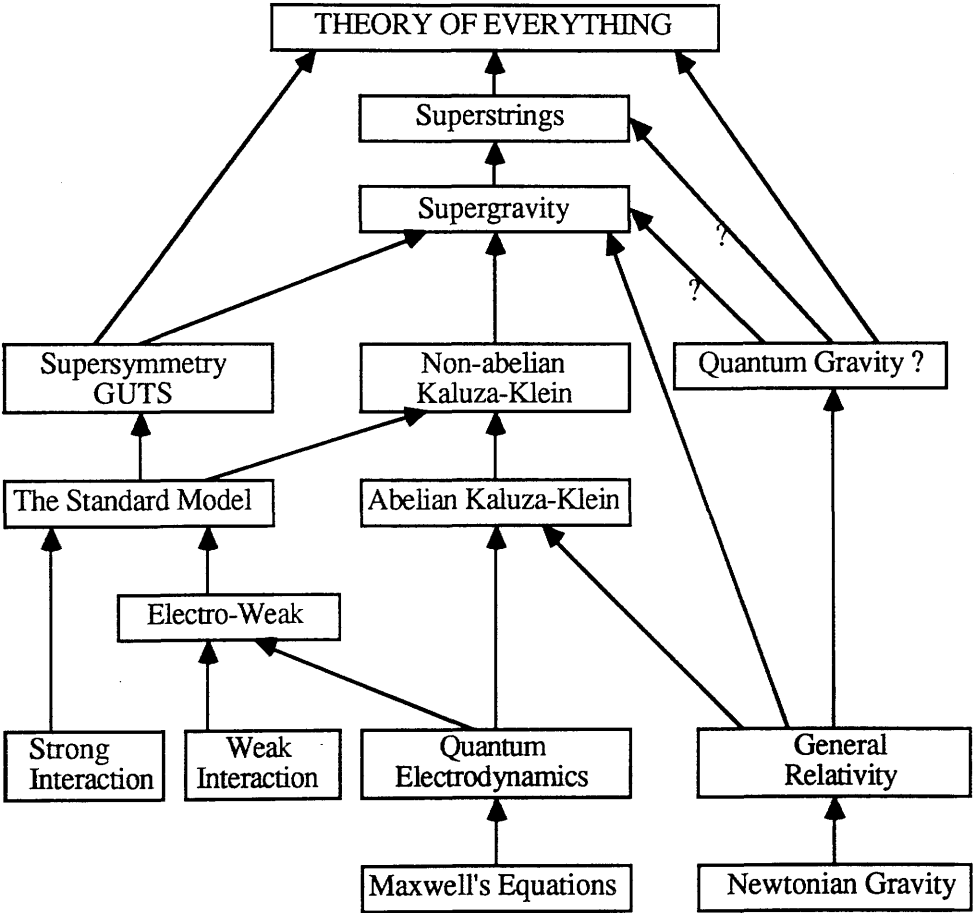 THEORY OF EVERYTHING
Superstrings
Supergravity
?
?
Supersymmetry
GUTS
Non-abelian
Kaluza-Klein
Quantum Gravity ?
The Standard Model
Abelian Kaluza-Klein
Electro-Weak
Strong
Interaction
Weak
Interaction
Quantum
Electrodynamics
General
Relativity
Maxwell's Equations
Newtonian Gravity